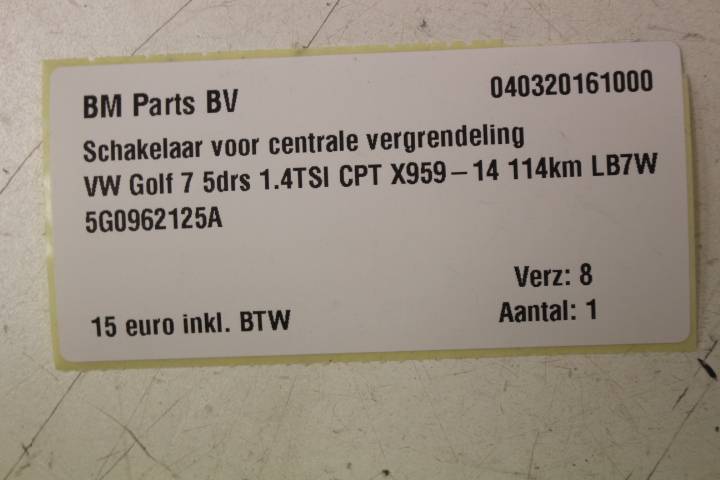 BM Parts BV 040320161000
Schakelaar voor centrale vergrendeling
VW Golf 7 5drs 1.4TSI CPT X959-14 114km LB7W
5G0962125A
Verz: 8
15 euro inkl. BTW Aantal: 1